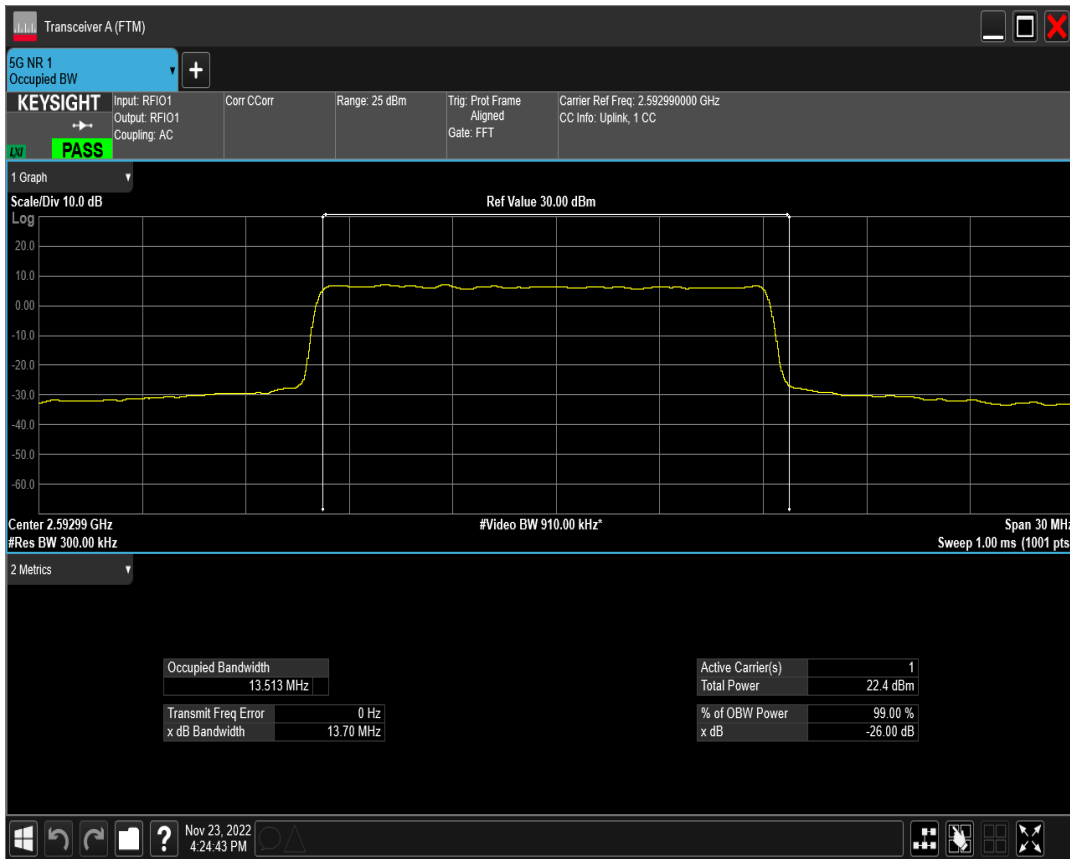 Transceiver A (FTM)
5G NR 1
Occupied BW
+
KEYSIGHT
LXI
PASS
Input: RFIO1
Output: RFIO1
Coupling: AC
Corr CCorr
Range: 25 dBm
Trig: Prot Frame
Aligned
Gate: FFT
Carrier Ref Freq: 2.592990000 GHz
CC Info: Uplink, 1 CC
1 Graph
Scale/Div 10.0 dB
Ref Value 30.00 dBm
Log
20.0
10.0
0.00
-10.0
-20.0
-30.0
-40.0
-50.0
-60.0
Center 2.59299 GHz
#Video BW 910.00 kHz*
Span 30 MHz
#Res BW 300.00 kHz
Sweep 1.00 ms (1001 pts
2 Metrics
Occupied Bandwidth
13.513 MHz
Transmit Freq Error 0 Hz
x dB Bandwidth 13.70 MHz
Active Carrier(s) 1
Total Power 22.4 dBm
% of OBW Power 99.00 %
x dB -26.00 dB
?
Nov 23, 2022
4:24:43 PM